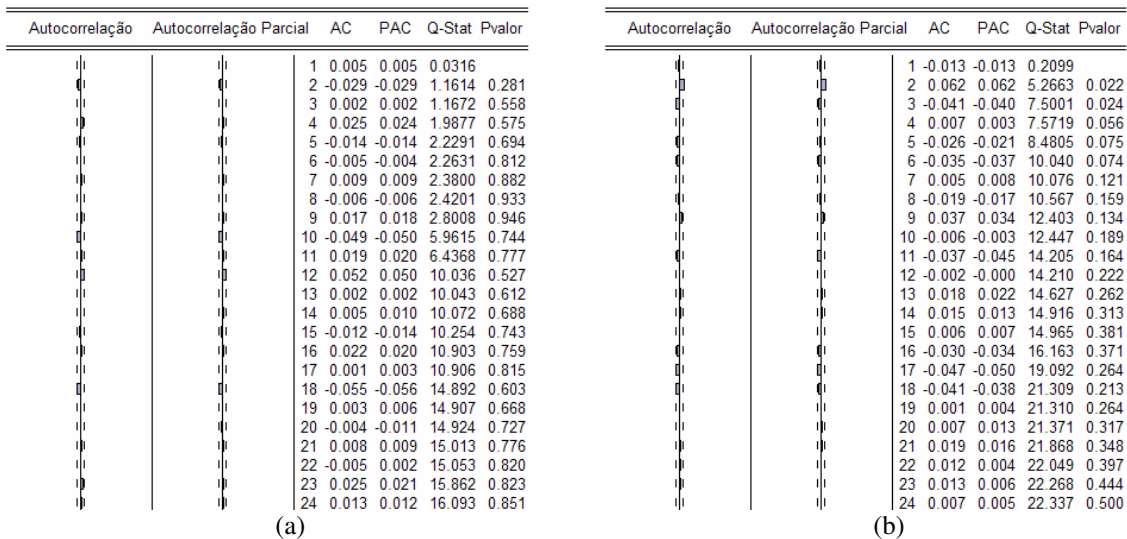 Autocorrelação Autocorrelação Parcial AC PAC Q-Stat Pvalor
1 0.005 0.005 0.0316
2 -0.029 -0.029 1.1614 0.281
3 0.002 0.002 1.1672 0.558
4 0.025 0.024 1.9877 0.575
5 -0.014 -0.014 2.2291 0.694
6 -0.005 -0.004 2.2631 0.812
7 0.009 0.009 2.3800 0.882
8 -0.006 -0.006 2.4201 0.933
9 0.017 0.018 2.8008 0.946
10 -0.049 -0.050 5.9615 0.744
11 0.019 0.020 6.4368 0.777
12 0.052 0.050 10.036 0.527
13 0.002 0.002 10.043 0.612
14 0.005 0.010 10.072 0.688
15 -0.012 -0.014 10.254 0.743
16 0.022 0.020 10.903 0.759
17 0.001 0.003 10.906 0.815
18 -0.055 -0.056 14.892 0.603
19 0.003 0.006 14.907 0.668
20 -0.004 -0.011 14.924 0.727
21 0.008 0.009 15.013 0.776
22 -0.005 0.002 15.053 0.820
23 0.025 0.021 15.862 0.823
24 0.013 0.012 16.093 0.851
(a)
Autocorrelação Autocorrelação Parcial AC PAC Q-Stat Pvalor
1 -0.013 -0.013 0.2099
2 0.062 0.062 5.2663 0.022
3 -0.041 -0.040 7.5001 0.024
4 0.007 0.003 7.5719 0.056
5 -0.026 -0.021 8.4805 0.075
6 -0.035 -0.037 10.040 0.074
7 0.005 0.008 10.076 0.121
8 -0.019 -0.017 10.567 0.159
9 0.037 0.034 12.403 0.134
10 -0.006 -0.003 12.447 0.189
11 -0.037 -0.045 14.205 0.164
12 -0.002 -0.000 14.210 0.222
13 0.018 0.022 14.627 0.262
14 0.015 0.013 14.916 0.313
15 0.006 0.007 14.965 0.381
16 -0.030 -0.034 16.163 0.371
17 -0.047 -0.050 19.092 0.264
18 -0.041 -0.038 21.309 0.213
19 0.001 0.004 21.310 0.264
20 0.007 0.013 21.371 0.317
21 0.019 0.016 21.868 0.348
22 0.012 0.004 22.049 0.397
23 0.013 0.006 22.268 0.444
24 0.007 0.005 22.337 0.500
(b)